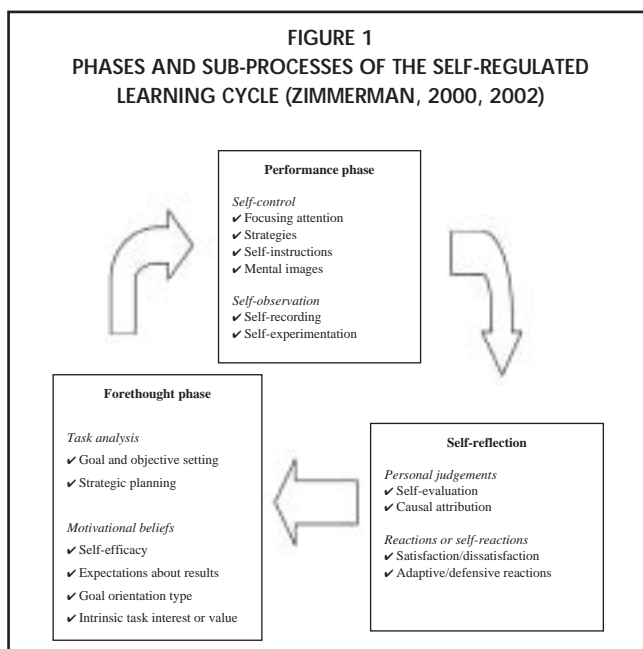 FIGURE 1
PHASES AND SUB-PROCESSES OF THE SELF-REGULATED
LEARNING CYCLE (ZIMMERMAN, 2000, 2002)
Performance phase
Self-control
✔ Focusing attention
✔ Strategies
✔ Self-instructions
✔ Mental images
Self-observation
✔ Self-recording
✔ Self-experimentation
Forethought phase
Task analysis
✔ Goal and objective setting
✔ Strategic planning
Motivational beliefs
✔ Self-efficacy
✔ Expectations about results
✔ Goal orientation type
✔ Intrinsic task interest or value
Self-reflection
Personal judgements
✔ Self-evaluation
✔ Causal attribution
Reactions or self-reactions
✔ Satisfaction/dissatisfaction
✔ Adaptive/defensive reactions